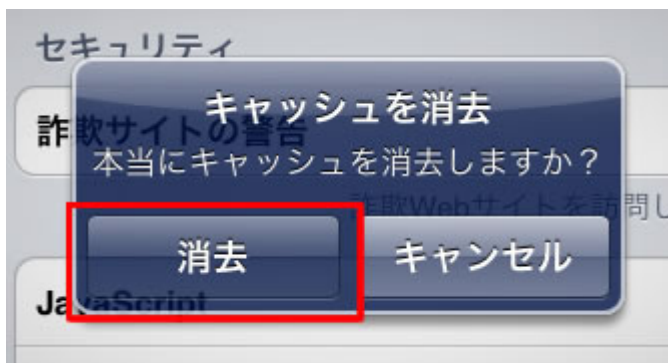 セキュリティ
キャッシュを消去
詐欺サイトの警告
本当にキャッシュを消去しますか？
詐欺Webサイトを訪問し
消去
キャンセル
JavaScript